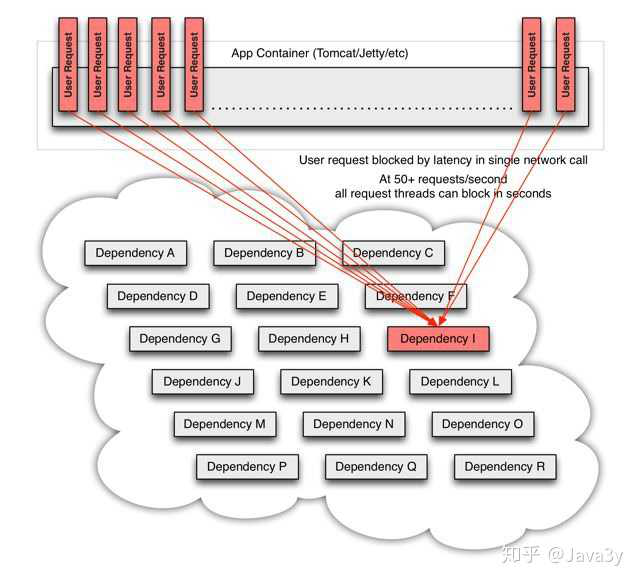 User Request
User Request
User Request
User Request
User Request
User Request
User Request
App Container (Tomcat/Jetty/etc)
User request blocked by latency in single network call
At 50+ requests/second
all request threads can block in seconds
Dependency A
Dependency B
Dependency C
Dependency D
Dependency E
Dependency F
Dependency G
Dependency H
Dependency I
Dependency J
Dependency K
Dependency L
Dependency M
Dependency N
Dependency O
Dependency P
Dependency Q
Dependency R
知乎 @Java3y